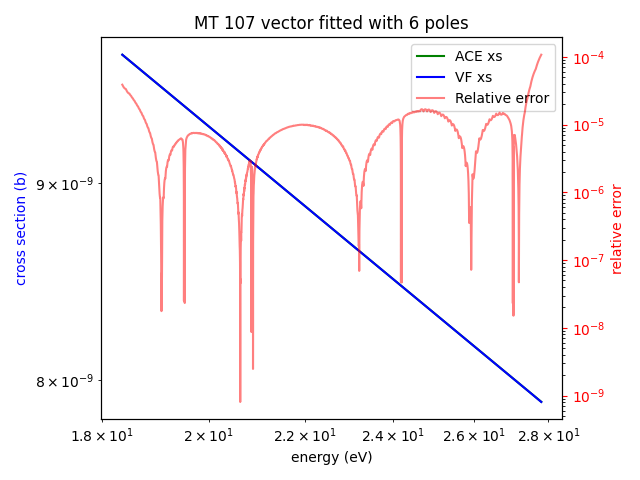 MT 107 vector fitted with 6 poles
ACE xs
VF xs
Relative error
cross section (b)
9 × 10⁻⁹
8 × 10⁻⁹
10⁻⁴
10⁻⁵
10⁻⁶
10⁻⁷
10⁻⁸
10⁻⁹
relative error
1.8 × 10¹ 2 × 10¹ 2.2 × 10¹ 2.4 × 10¹ 2.6 × 10¹ 2.8 × 10¹
energy (eV)